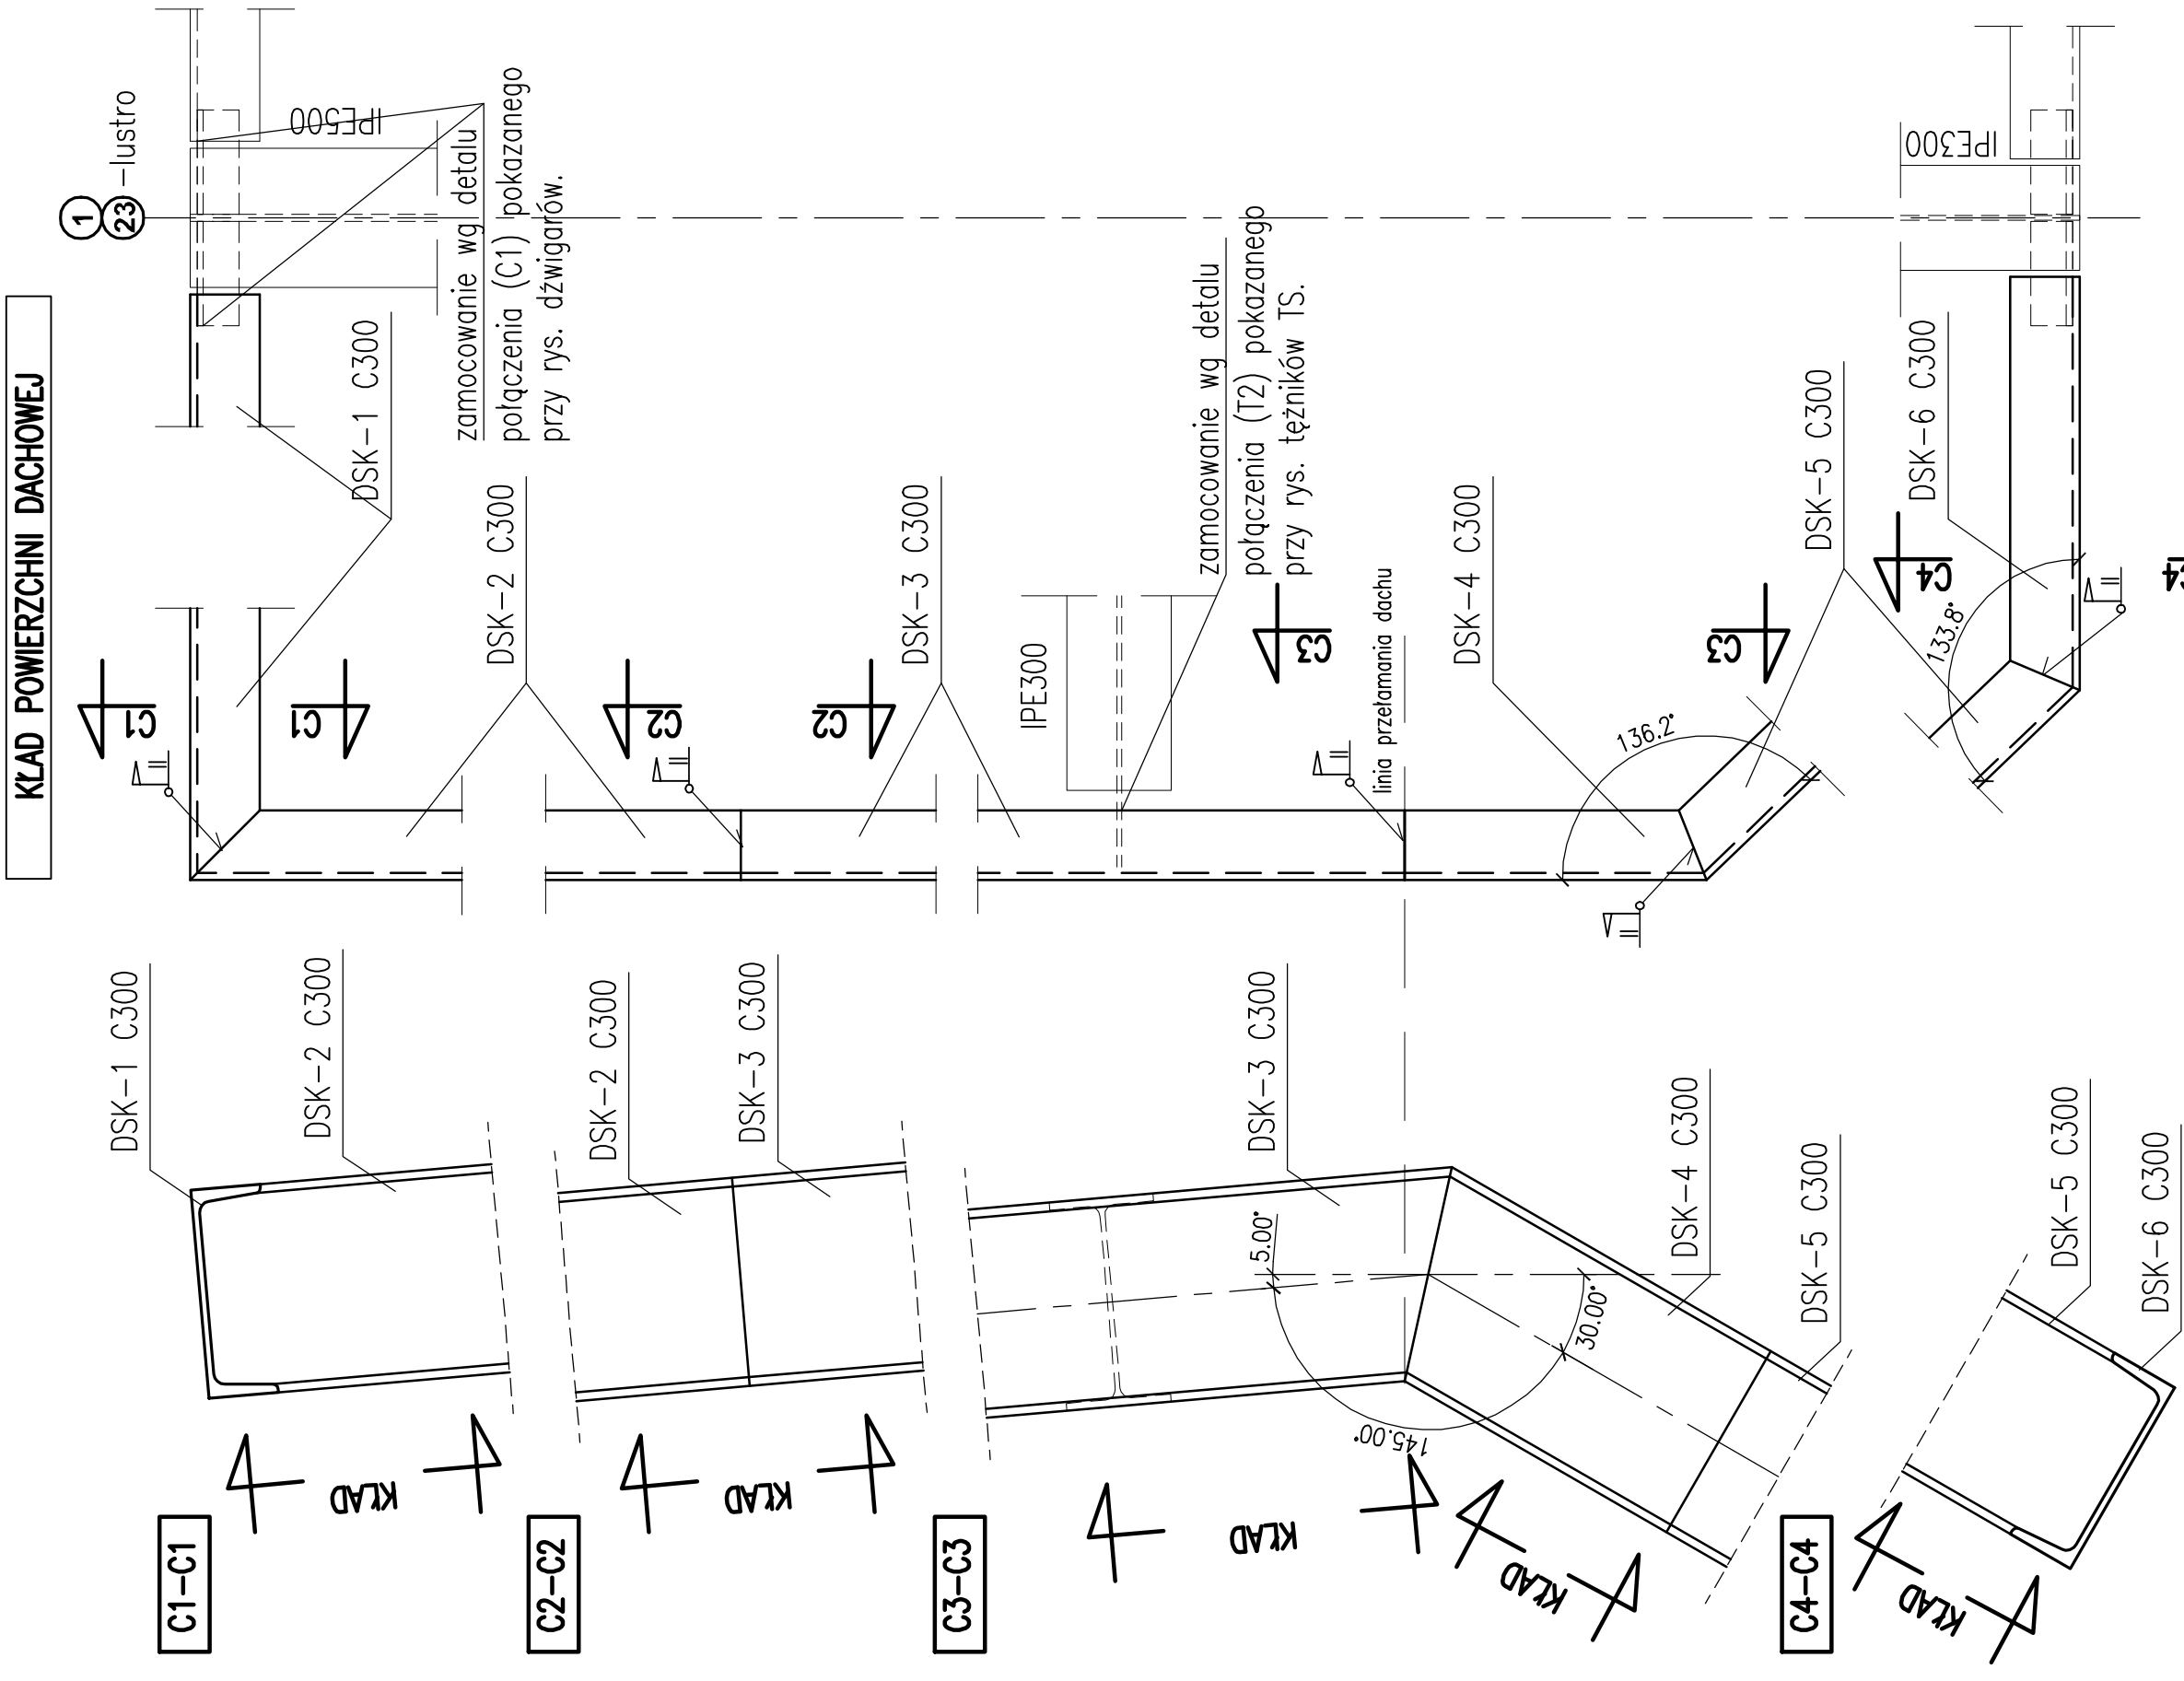 KŁAD POWIERZCHNI DACHOWEJ
1
23
-lustro
IPE500
zamocowanie wg detalu
połączenia (C1) pokazanego
przy rys. dźwigarów.
DSK-1 C300
DSK-2 C300
DSK-3 C300
IPE300
zamocowanie wg detalu
połączenia (T2) pokazanego
przy rys. tężników TS.
linia przełamania dachu
DSK-4 C300
DSK-5 C300
DSK-6 C300
IPE300
C1
C1
C2
C2
C3
C3
C4
C4
136.2°
133.8°
DSK-1 C300
DSK-2 C300
DSK-2 C300
DSK-3 C300
DSK-3 C300
DSK-4 C300
DSK-5 C300
DSK-5 C300
DSK-6 C300
5.00°
30.00°
145.00°
KŁAD
KŁAD
KŁAD
KŁAD
KŁAD
C1-C1
C2-C2
C3-C3
C4-C4